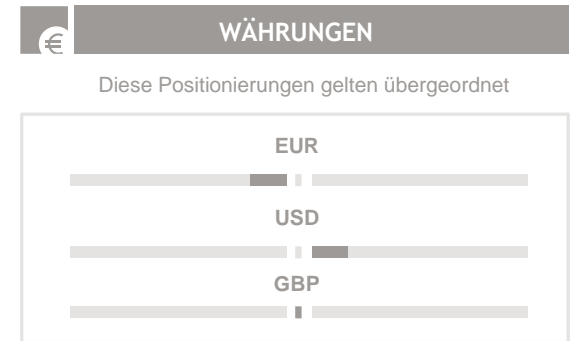 €
WÄHRUNGEN
Diese Positionierungen gelten übergeordnet
EUR
USD
GBP